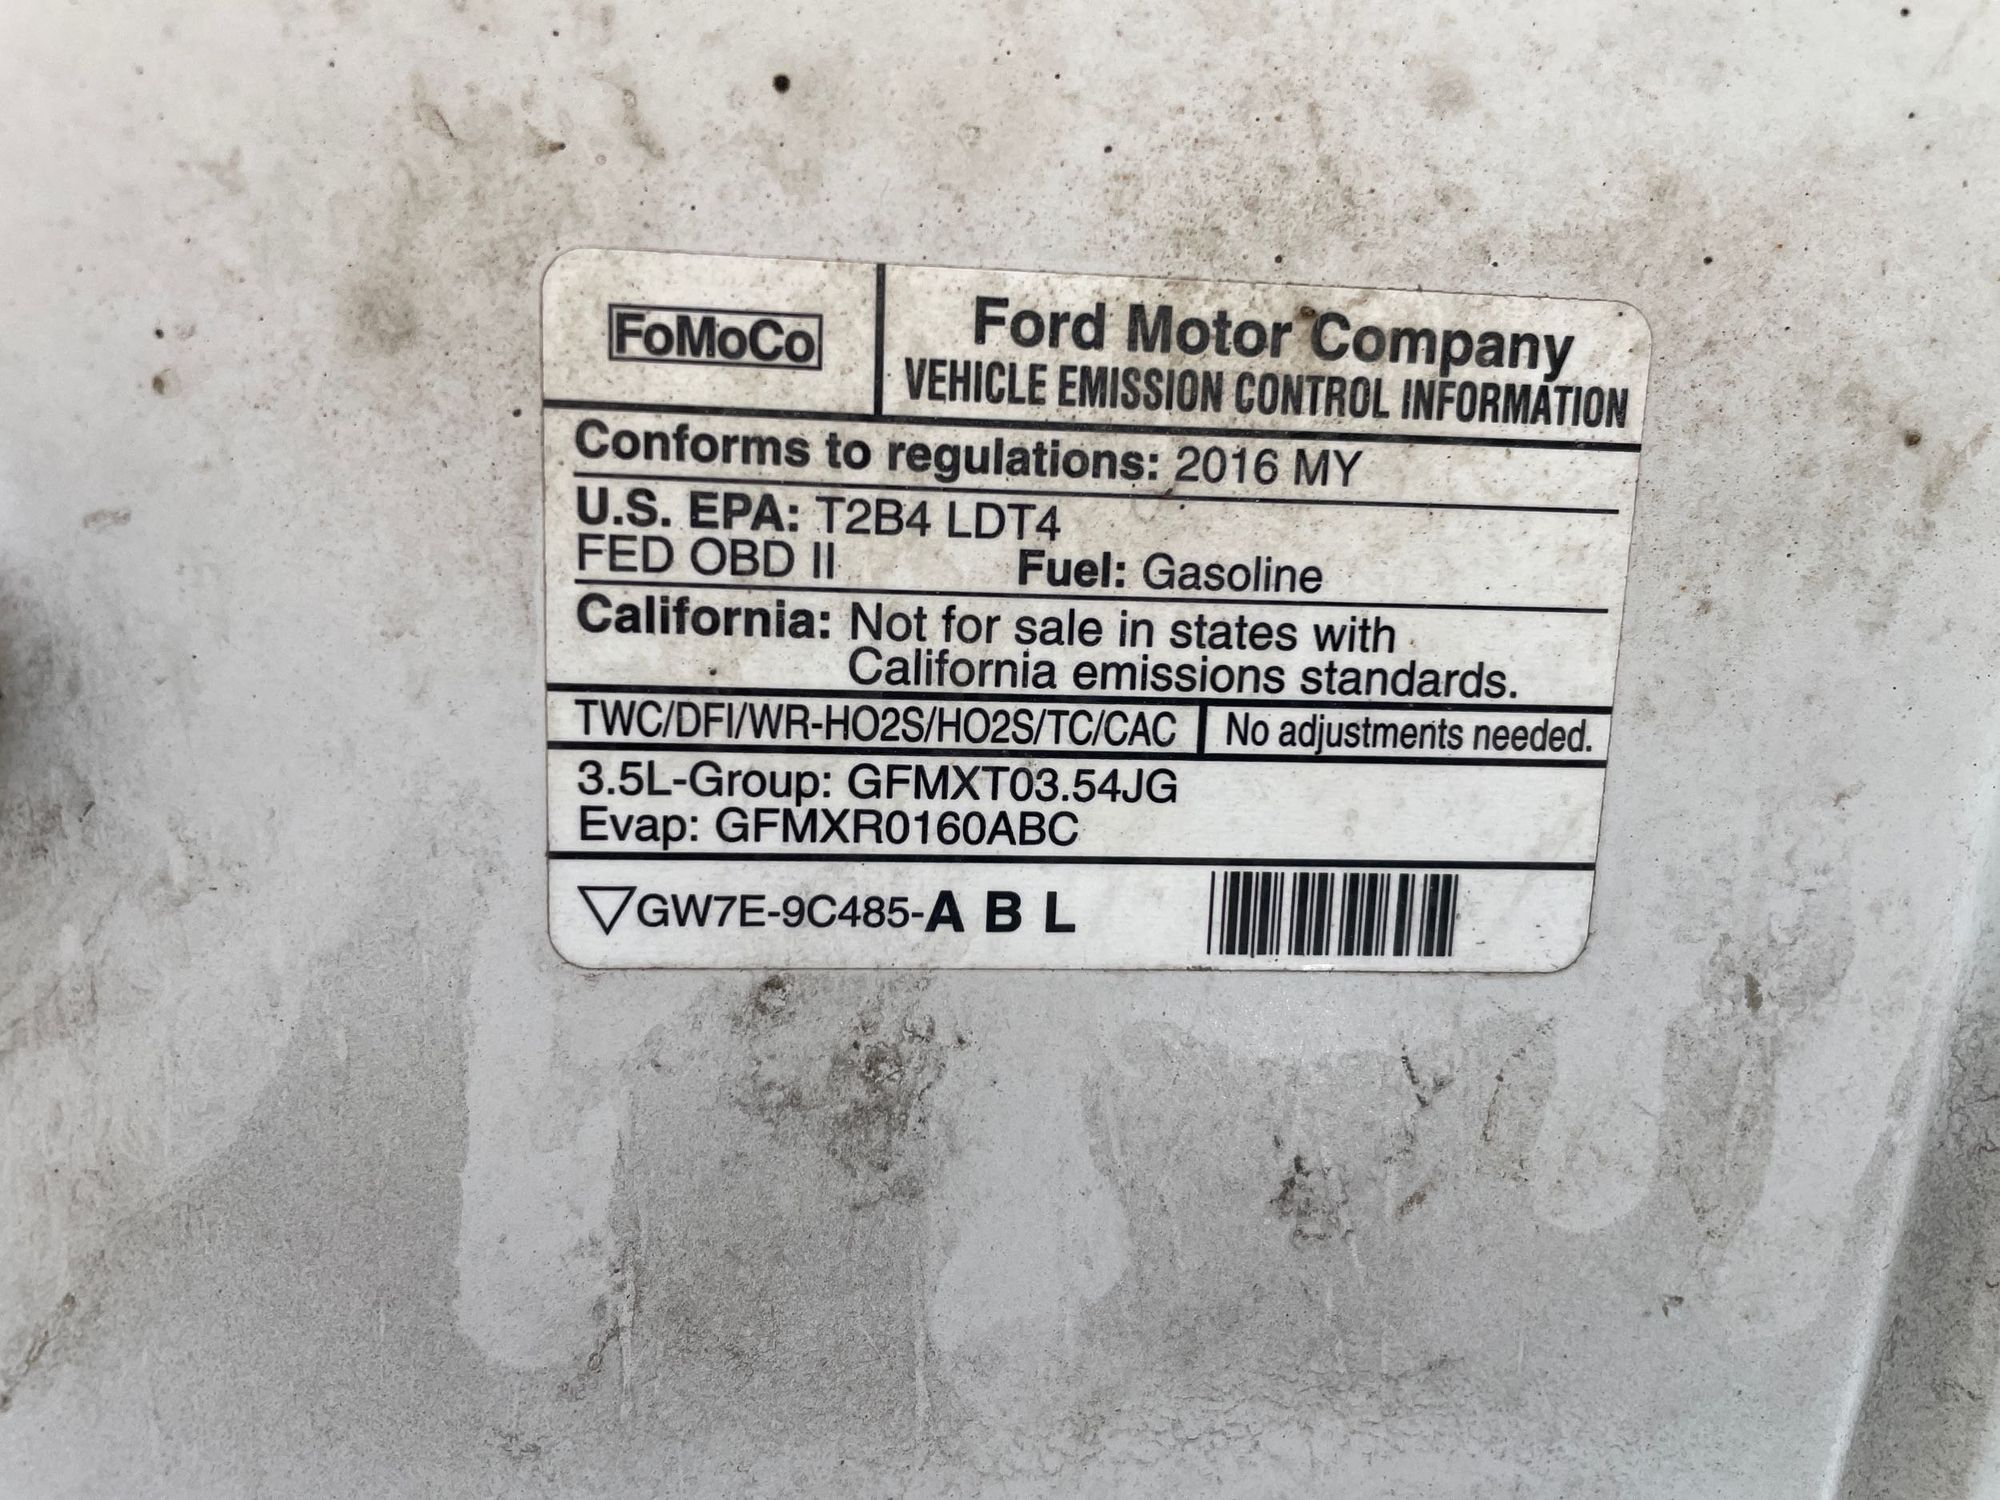 FoMoCo
Ford Motor Company
VEHICLE EMISSION CONTROL INFORMATION
Conforms to regulations: 2016 MY
U.S. EPA: T2B4 LDT4
FED OBD II Fuel: Gasoline
California: Not for sale in states with
California emissions standards.
TWC/DFI/WR-HO2S/HO2S/TC/CAC No adjustments needed.
3.5L-Group: GFMXT03.54JG
Evap: GFMXR0160ABC
▽GW7E-9C485-A B L